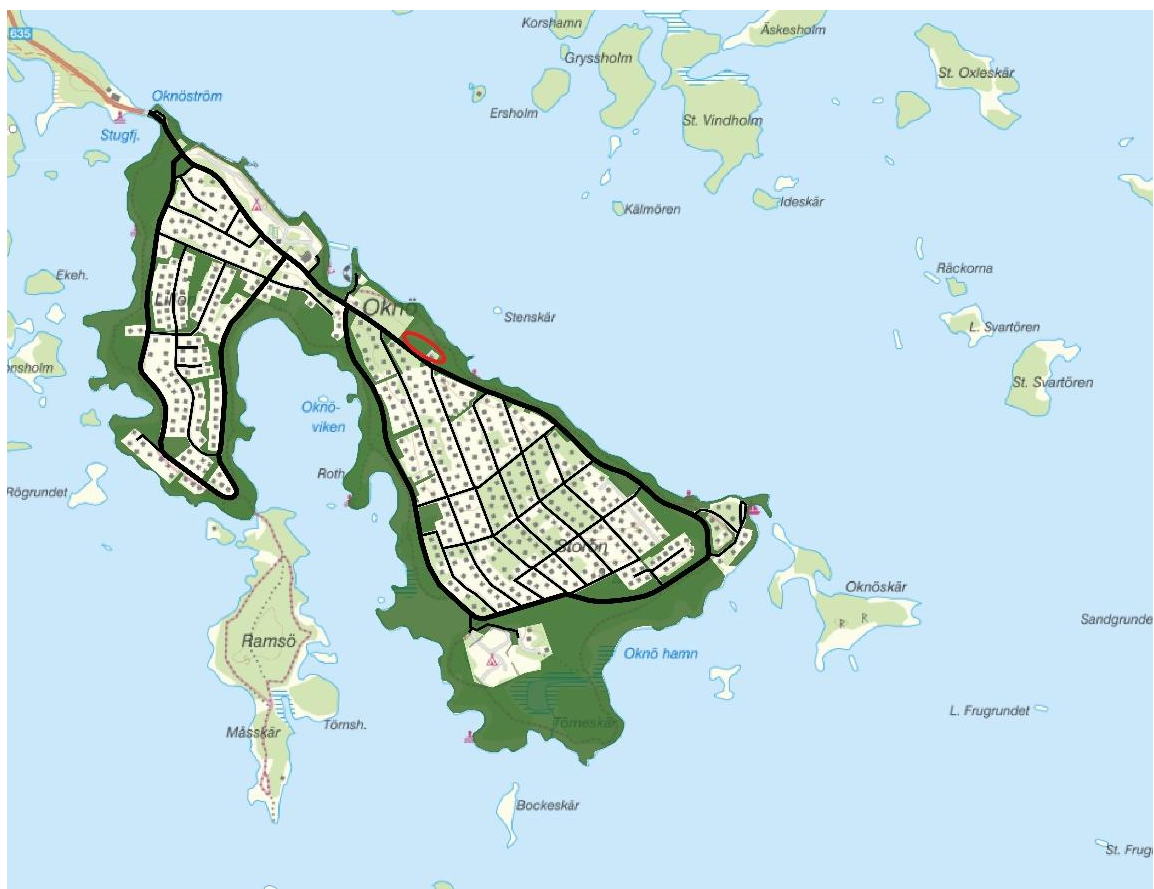 Korshamn
Äskesholm
635
Gryssholm
St. Oxleskär
Oknöström
Ersholm
St. Vindholm
Stugfj.
Ideskär
Kälmören
Ekeh.
Räckorna
Oknö
Stenskär
L. Svartören
onsholm
St. Svartören
Oknö-
viken
Roth
Rögrundet
Storön
Oknöskär
R R
Sandgrunde
Ramsö
Oknö hamn
L. Frugrundet
Törnsh.
Törneskär
Måsskär
Bockeskär
St. Frug